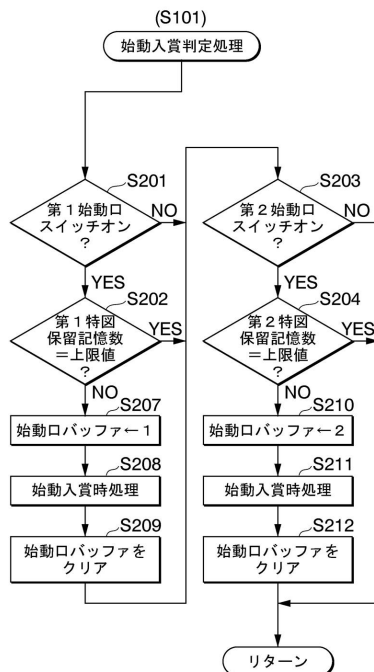 (S101)
始動入賞判定処理
S201
第1始動口
スイッチオン
?
NO
YES
S202
第1特図
保留記憶数
=上限値
?
YES
NO
S207
始動口バッファ←1
S208
始動入賞時処理
S209
始動口バッファを
クリア
S203
第2始動口
スイッチオン
?
NO
YES
S204
第2特図
保留記憶数
=上限値
?
YES
NO
S210
始動口バッファ←2
S211
始動入賞時処理
S212
始動口バッファを
クリア
リターン